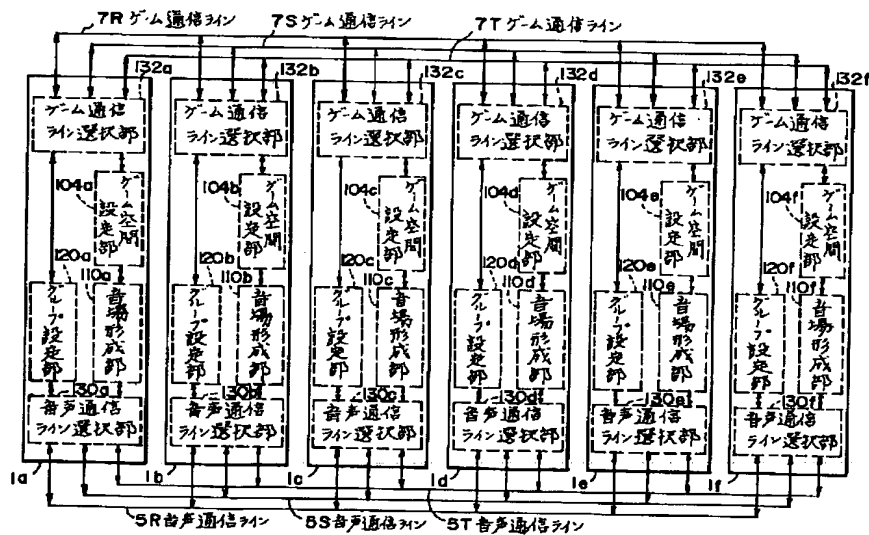 7R ゲーム通信ライン
7S ゲーム通信ライン
7T ゲーム通信ライン
132a
132b
132c
132d
132e
132f
ゲーム通信
ライン選択部
ゲーム通信
ライン選択部
ゲーム通信
ライン選択部
ゲーム通信
ライン選択部
ゲーム通信
ライン選択部
ゲーム通信
ライン選択部
104a
ゲーム空間
設定部
104b
ゲーム空間
設定部
104c
ゲーム空間
設定部
104d
ゲーム空間
設定部
104e
ゲーム空間
設定部
104f
ゲーム空間
設定部
120a
110a
120b
110b
120c
110c
120d
110d
120e
110e
120f
110f
グループ設定部
音場形成部
グループ設定部
音場形成部
グループ設定部
音場形成部
グループ設定部
音場形成部
グループ設定部
音場形成部
グループ設定部
音場形成部
130a
130b
130c
130d
130e
130f
音声通信
ライン選択部
音声通信
ライン選択部
音声通信
ライン選択部
音声通信
ライン選択部
音声通信
ライン選択部
音声通信
ライン選択部
1a
1b
1c
1d
1e
1f
5R音声通信ライン
5S音声通信ライン
5T音声通信ライン